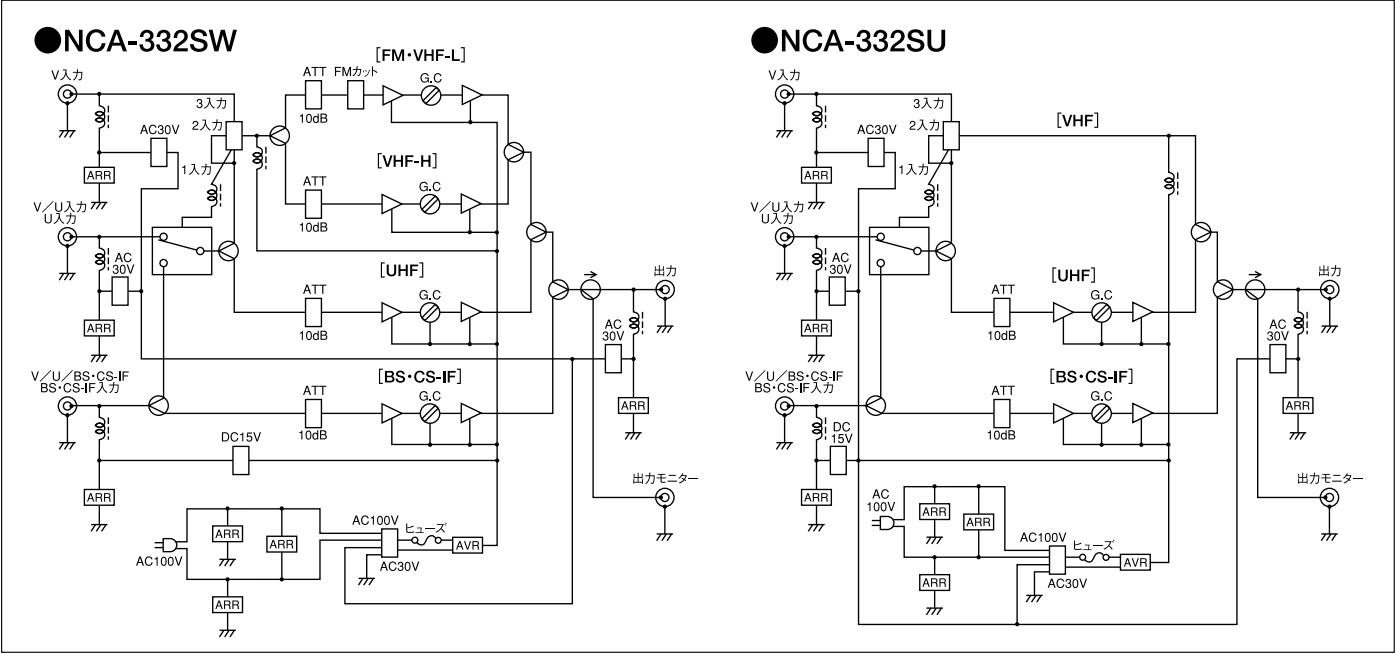 ●NCA-332SW
V入力
ARR
AC30V
3入力
2入力
1入力
ATT
10dB
FMカット
[FM・VHF-L]
G.C
[VHF-H]
ATT
10dB
G.C
V/U入力
U入力
AC
30V
ARR
[UHF]
ATT
10dB
G.C
AC
30V
出力
ARR
V/U/BS・CS-IF
BS・CS-IF入力
[BS・CS-IF]
ATT
10dB
G.C
DC15V
ARR
出力モニター
AC100V
ARR
ARR
ARR
AC100V
AC30V
ヒューズ
AVR
●NCA-332SU
V入力
ARR
AC30V
3入力
2入力
1入力
[VHF]
V/U入力
U入力
AC
30V
ARR
[UHF]
ATT
10dB
G.C
AC
30V
出力
ARR
V/U/BS・CS-IF
BS・CS-IF入力
[BS・CS-IF]
ATT
10dB
G.C
DC
15V
ARR
出力モニター
AC
100V
ARR
ARR
ARR
AC100V
AC30V
ヒューズ
AVR